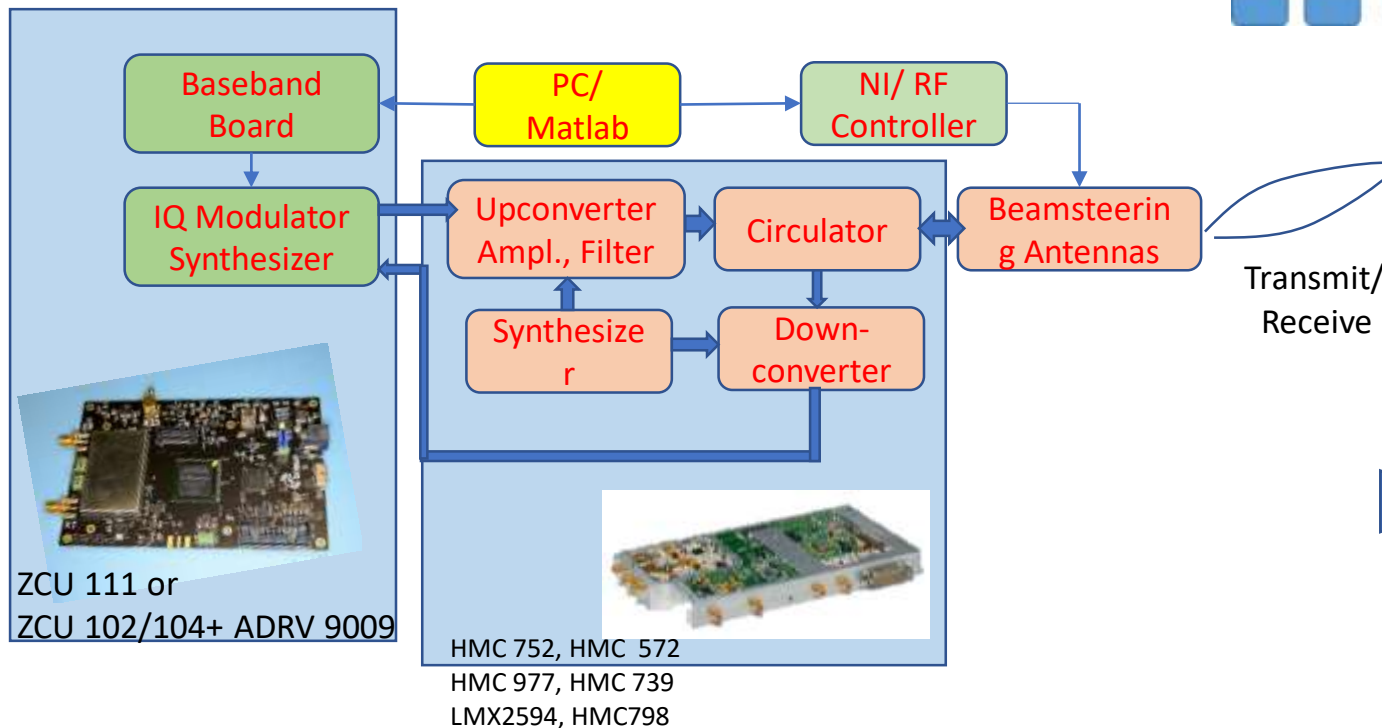 Baseband
Board
PC/
Matlab
NI/ RF
Controller
IQ Modulator
Synthesizer
Upconverter
Ampl., Filter
Circulator
Beamsteerin
g Antennas
Transmit/
Receive
Synthesize
r
Down-
converter
ZCU 111 or
ZCU 102/104+ ADRV 9009
HMC 752, HMC 572
HMC 977, HMC 739
LMX2594, HMC798